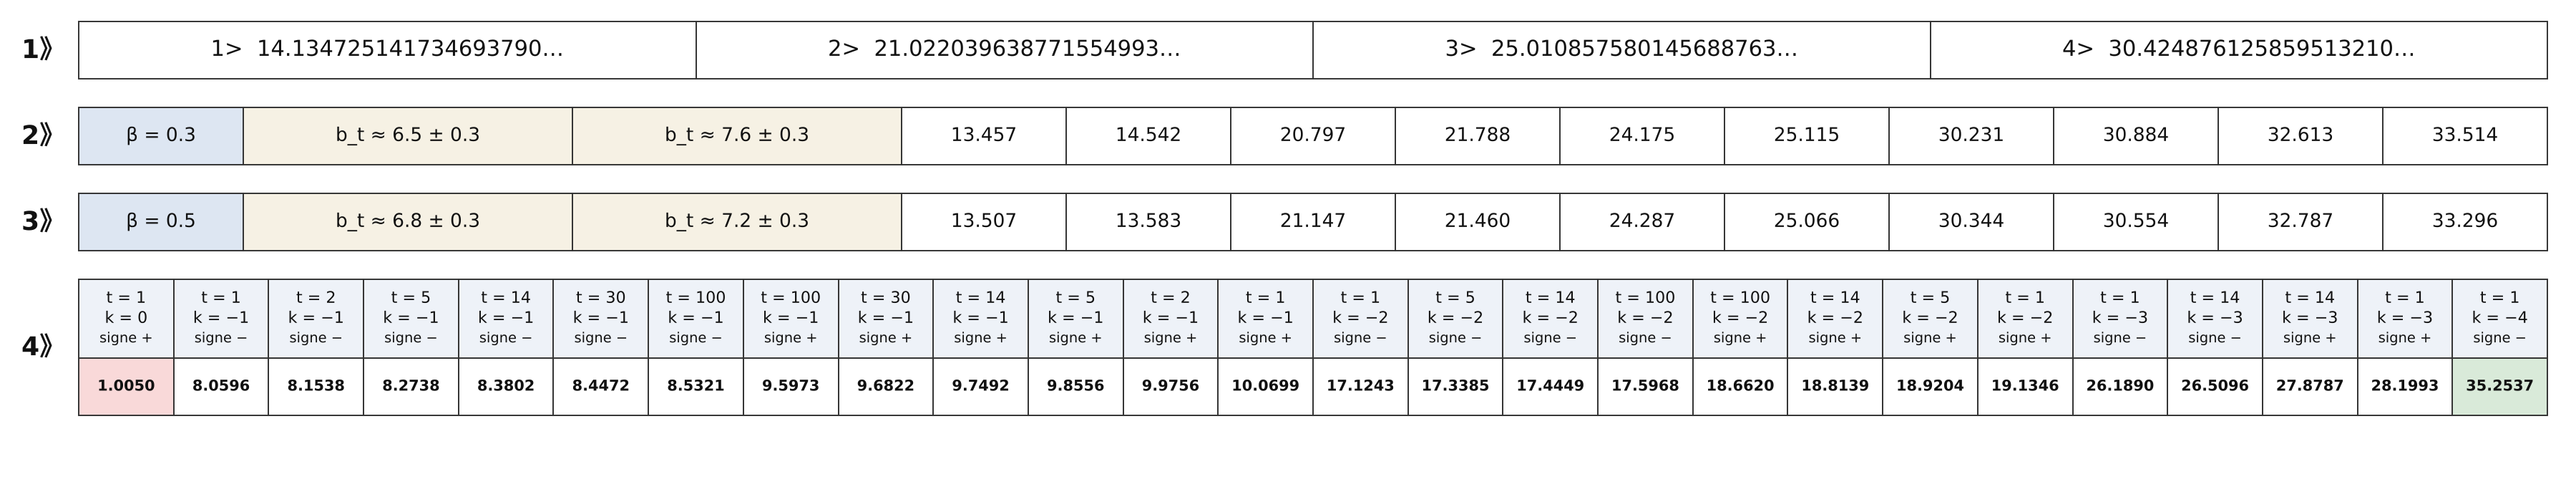 1⟫ 1> 14.134725141734693790... 2> 21.022039638771554993... 3> 25.010857580145688763... 4> 30.424876125859513210...
2⟫ β = 0.3 b_t ≈ 6.5 ± 0.3 b_t ≈ 7.6 ± 0.3 13.457 14.542 20.797 21.788 24.175 25.115 30.231 30.884 32.613 33.514
3⟫ β = 0.5 b_t ≈ 6.8 ± 0.3 b_t ≈ 7.2 ± 0.3 13.507 13.583 21.147 21.460 24.287 25.066 30.344 30.554 32.787 33.296
4⟫
t = 1 t = 1 t = 2 t = 5 t = 14 t = 30 t = 100 t = 100 t = 30 t = 14 t = 5 t = 2 t = 1 t = 1 t = 5 t = 14 t = 100 t = 100 t = 14 t = 5 t = 1 t = 1 t = 14 t = 14 t = 1 t = 1
k = 0 k = −1 k = −1 k = −1 k = −1 k = −1 k = −1 k = −1 k = −1 k = −1 k = −1 k = −1 k = −1 k = −2 k = −2 k = −2 k = −2 k = −2 k = −2 k = −2 k = −2 k = −3 k = −3 k = −3 k = −3 k = −4
signe + signe − signe − signe − signe − signe − signe − signe + signe + signe + signe + signe + signe + signe − signe − signe − signe − signe + signe + signe + signe + signe − signe − signe + signe + signe −
1.0050 8.0596 8.1538 8.2738 8.3802 8.4472 8.5321 9.5973 9.6822 9.7492 9.8556 9.9756 10.0699 17.1243 17.3385 17.4449 17.5968 18.6620 18.8139 18.9204 19.1346 26.1890 26.5096 27.8787 28.1993 35.2537